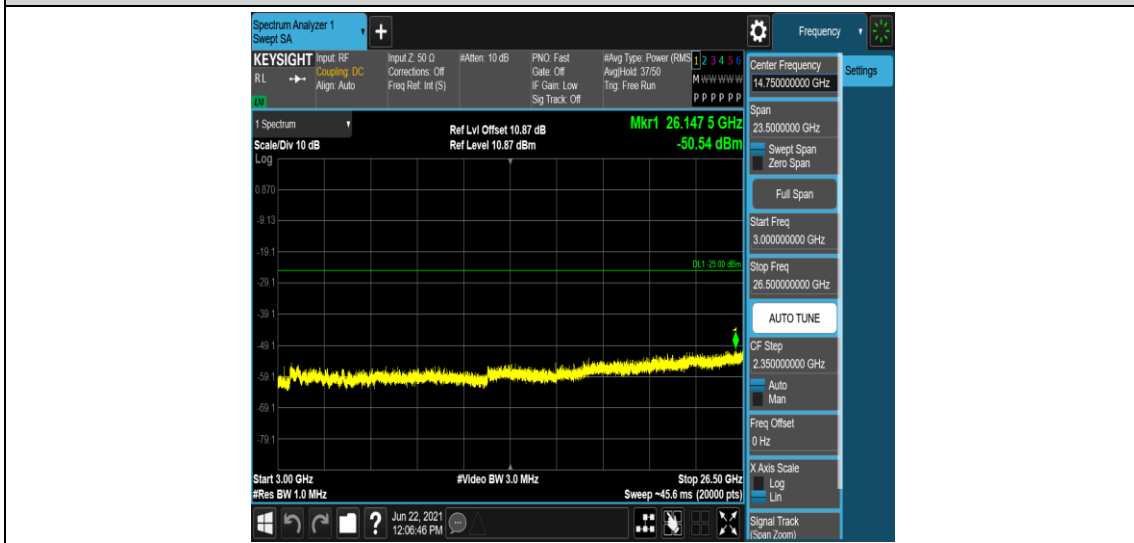 Spectrum Analyzer 1
Swept SA
+
Frequency
KEYSIGHT
RL
LXI
Input: RF
Coupling: DC
Align: Auto
Input Z: 50 Ω
Corrections: Off
Freq Ref: Int (S)
#Atten: 10 dB
PNO: Fast
Gate: Off
IF Gain: Low
Sig Track: Off
#Avg Type: Power (RMS
Avg|Hold: 37/50
Trig: Free Run
1 2 3 4 5 6
M W W W W W
P P P P P P
Center Frequency
14.750000000 GHz
Settings
1 Spectrum
Scale/Div 10 dB
Ref Lvl Offset 10.87 dB
Ref Level 10.87 dBm
Mkr1 26.147 5 GHz
-50.54 dBm
Log
0.870
-9.13
-19.1
-29.1
-39.1
-49.1
-59.1
-69.1
-79.1
DL1 -25.00 dBm
1
Start 3.00 GHz
#Res BW 1.0 MHz
#Video BW 3.0 MHz
Stop 26.50 GHz
Sweep ~45.6 ms (20000 pts)
Span
23.5000000 GHz
Swept Span
Zero Span
Full Span
Start Freq
3.000000000 GHz
Stop Freq
26.500000000 GHz
AUTO TUNE
CF Step
2.350000000 GHz
Auto
Man
Freq Offset
0 Hz
X Axis Scale
Log
Lin
Signal Track
(Span Zoom)
?
Jun 22, 2021
12:06:46 PM